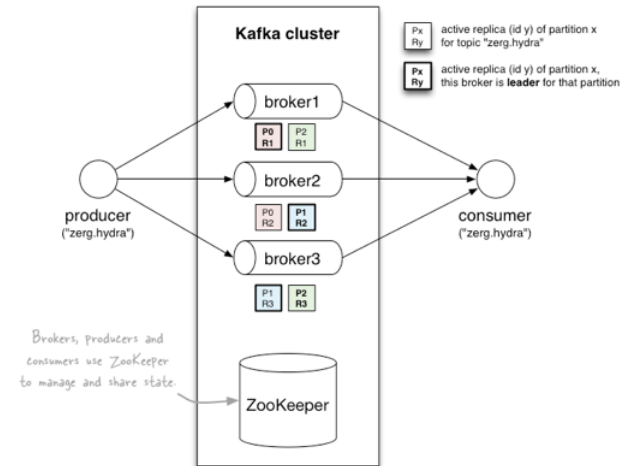 Kafka cluster
Px
Ry
active replica (id y) of partition x
for topic "zerg.hydra"
Px
Ry
active replica (id y) of partition x,
this broker is leader for that partition
broker1
P0
R1
P2
R1
broker2
P0
R2
P1
R2
broker3
P1
R3
P2
R3
producer
("zerg.hydra")
consumer
("zerg.hydra")
Brokers, producers and
consumers use ZooKeeper
to manage and share state.
ZooKeeper